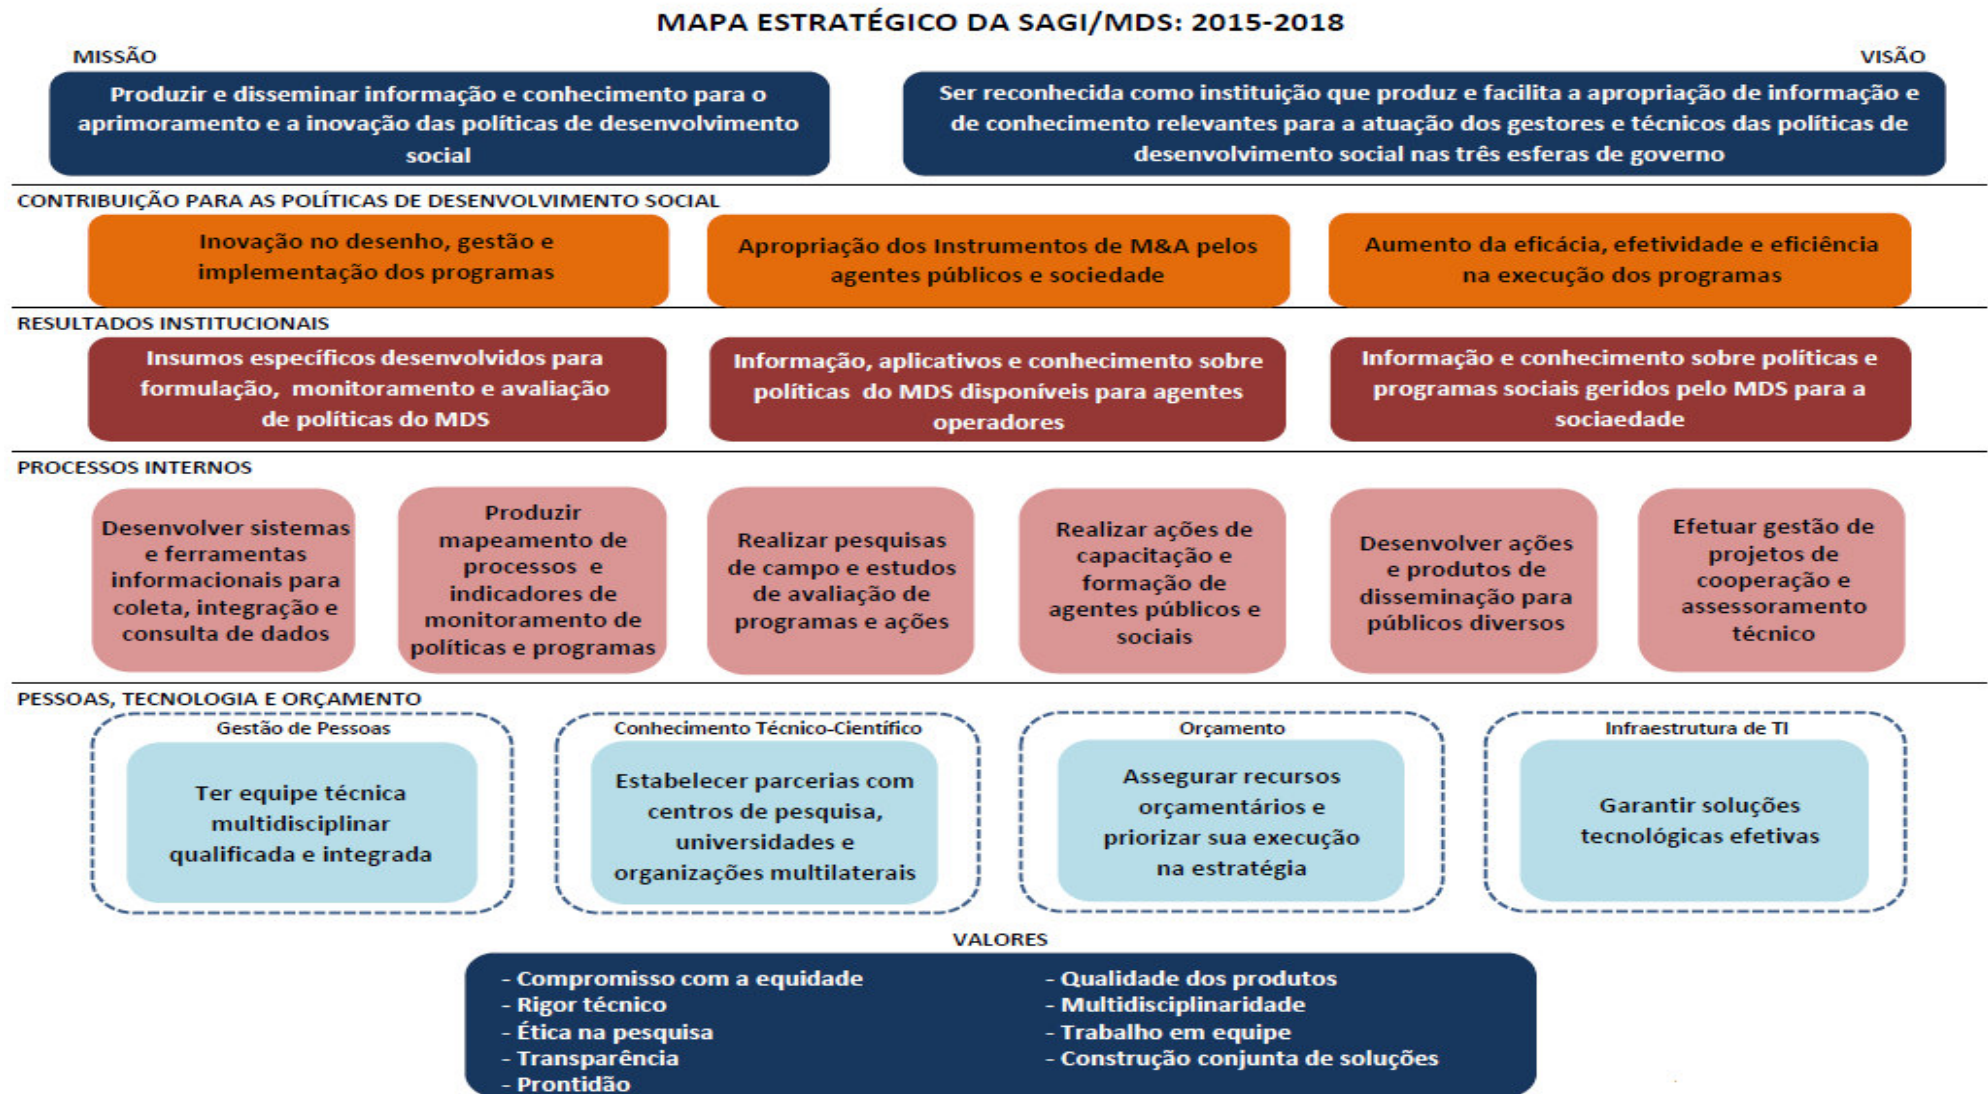 MAPA ESTRATÉGICO DA SAGI/MDS: 2015-2018
MISSÃO
VISÃO
Produzir e disseminar informação e conhecimento para o
aprimoramento e a inovação das políticas de desenvolvimento
social
Ser reconhecida como instituição que produz e facilita a apropriação de informação e
de conhecimento relevantes para a atuação dos gestores e técnicos das políticas de
desenvolvimento social nas três esferas de governo
CONTRIBUIÇÃO PARA AS POLÍTICAS DE DESENVOLVIMENTO SOCIAL
Inovação no desenho, gestão e
implementação dos programas
Apropriação dos Instrumentos de M&A pelos
agentes públicos e sociedade
Aumento da eficácia, efetividade e eficiência
na execução dos programas
RESULTADOS INSTITUCIONAIS
Insumos específicos desenvolvidos para
formulação, monitoramento e avaliação
de políticas do MDS
Informação, aplicativos e conhecimento sobre
políticas do MDS disponíveis para agentes
operadores
Informação e conhecimento sobre políticas e
programas sociais geridos pelo MDS para a
sociaedade
PROCESSOS INTERNOS
Desenvolver sistemas
e ferramentas
informacionais para
coleta, integração e
consulta de dados
Produzir
mapeamento de
processos e
indicadores de
monitoramento de
políticas e programas
Realizar pesquisas
de campo e estudos
de avaliação de
programas e ações
Realizar ações de
capacitação e
formação de
agentes públicos e
sociais
Desenvolver ações
e produtos de
disseminação para
públicos diversos
Efetuar gestão de
projetos de
cooperação e
assessoramento
técnico
PESSOAS, TECNOLOGIA E ORÇAMENTO
Gestão de Pessoas
Ter equipe técnica
multidisciplinar
qualificada e integrada
Conhecimento Técnico-Científico
Estabelecer parcerias com
centros de pesquisa,
universidades e
organizações multilaterais
Orçamento
Assegurar recursos
orçamentários e
priorizar sua execução
na estratégia
Infraestrutura de TI
Garantir soluções
tecnológicas efetivas
VALORES
- Compromisso com a equidade
- Rigor técnico
- Ética na pesquisa
- Transparência
- Prontidão
- Qualidade dos produtos
- Multidisciplinaridade
- Trabalho em equipe
- Construção conjunta de soluções